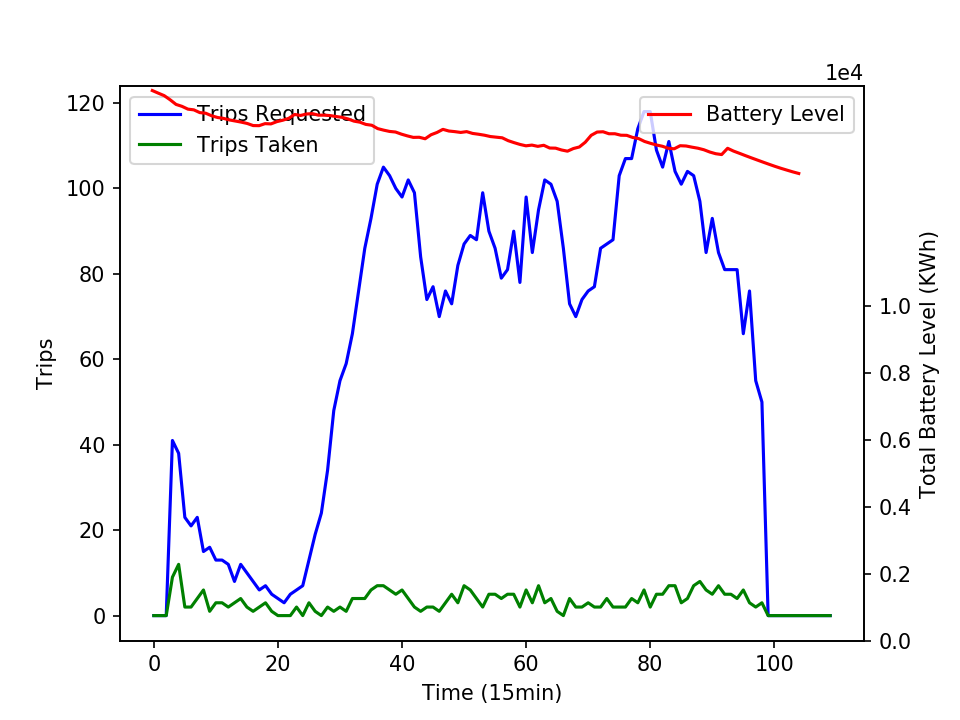 1e4
Trips Requested
Trips Taken
Battery Level
120
100
80
60
40
20
0
Trips
1.0
0.8
0.6
0.4
0.2
0.0
Total Battery Level (KWh)
0 20 40 60 80 100
Time (15min)